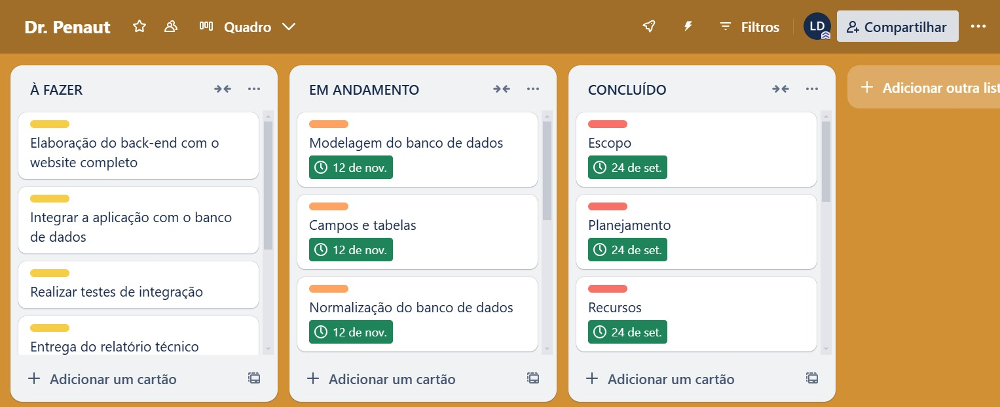 Dr. Penaut
Quadro
Filtros
LD
Compartilhar
À FAZER
Elaboração do back-end com o
website completo
Integrar a aplicação com o banco
de dados
Realizar testes de integração
Entrega do relatório técnico
Adicionar um cartão
EM ANDAMENTO
Modelagem do banco de dados
12 de nov.
Campos e tabelas
12 de nov.
Normalização do banco de dados
12 de nov.
Adicionar um cartão
CONCLUÍDO
Escopo
24 de set.
Planejamento
24 de set.
Recursos
24 de set.
Adicionar um cartão
Adicionar outra list